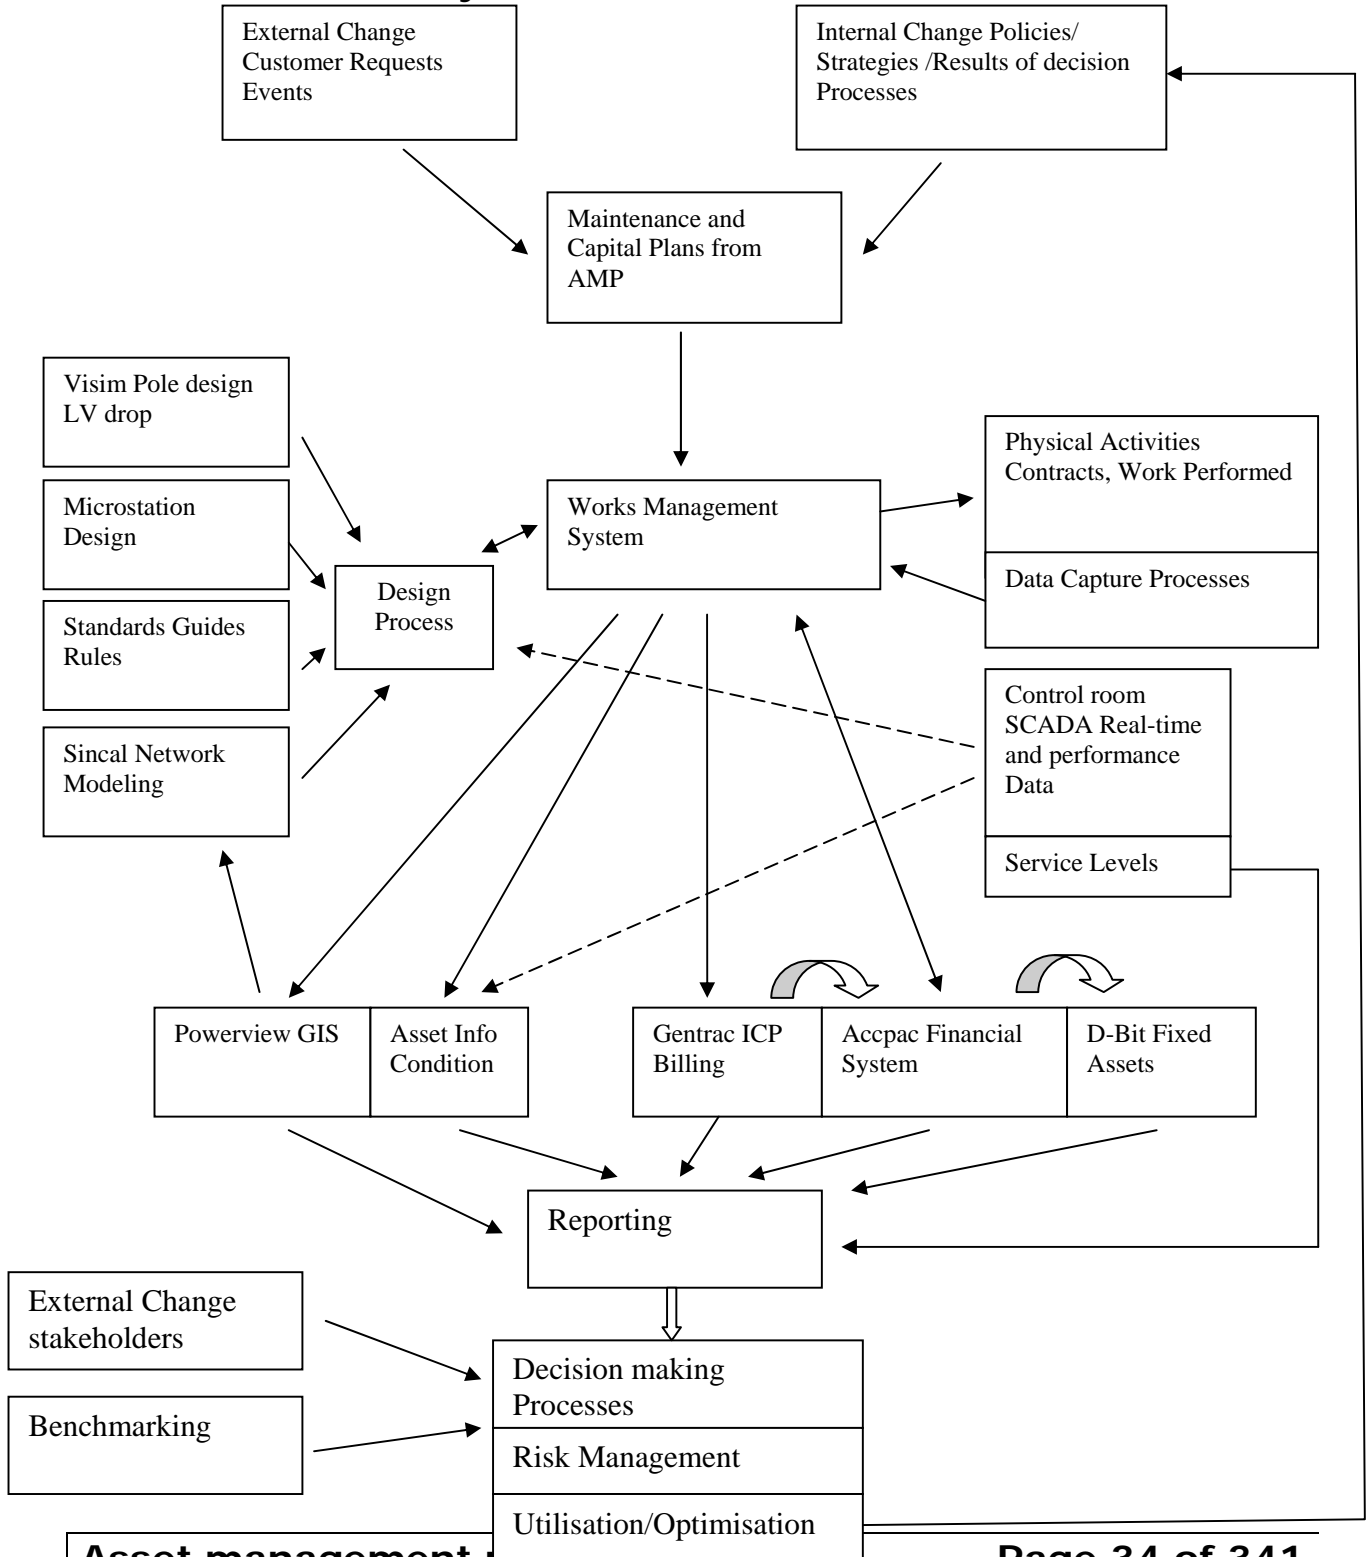 External Change
Customer Requests
Events
Internal Change Policies/
Strategies /Results of decision
Processes
Maintenance and
Capital Plans from
AMP
Visim Pole design
LV drop
Microstation
Design
Standards Guides
Rules
Sincal Network
Modeling
Design
Process
Works Management
System
Physical Activities
Contracts, Work Performed
Data Capture Processes
Control room
SCADA Real-time
and performance
Data
Service Levels
Powerview GIS
Asset Info
Condition
Gentrac ICP
Billing
Accpac Financial
System
D-Bit Fixed
Assets
Reporting
External Change
stakeholders
Benchmarking
Decision making
Processes
Risk Management
Utilisation/Optimisation
Asset management
Page 34 of 341